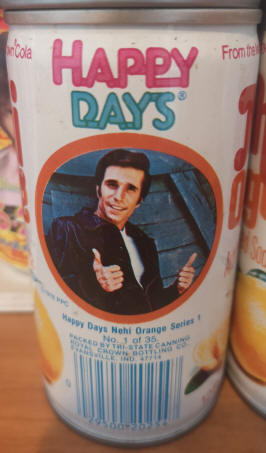 From the
HAPPY
DAYS®
Cola
PPC
Happy Days Nehi Orange Series 1
No. 1 of 35.
PACKED BY TRI-STATE CANNING
ROYAL CROWN BOTTLING CO.
EVANSVILLE, IND. 47714